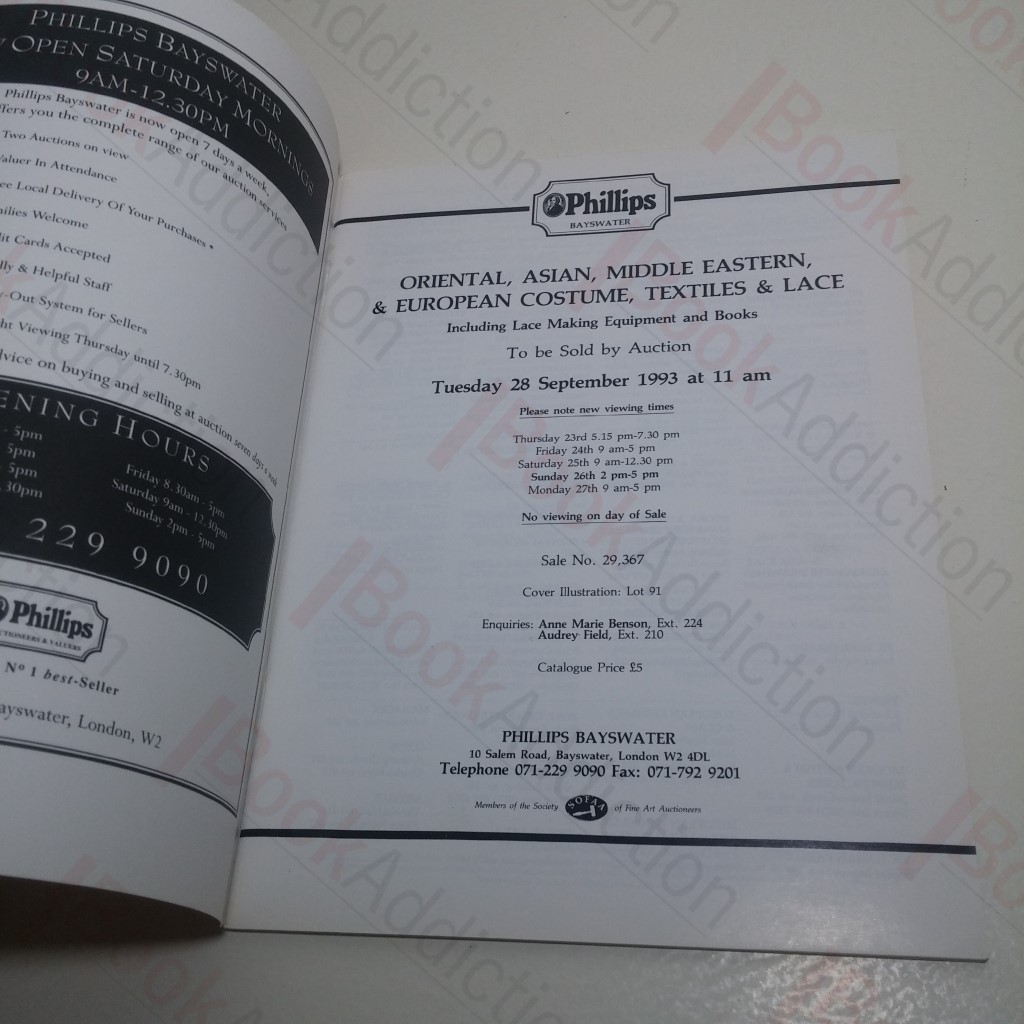 PHILLIPS BAYSWATER
OPEN SATURDAY MORNINGS
9AM-12.30PM
Phillips Bayswater is now open 7 days a week,
you the complete range of our auction services
Two Auctions on view
In Attendance
Local Delivery Of Your Purchases *
Welcome
Cards Accepted
& Helpful Staff
-Out System for Sellers
Viewing Thursday until 7.30pm
on buying and selling at auction seven days a week
HOURS
- 5pm
5pm
5pm
.30pm
Friday 8.30am - 5pm
Saturday 9am - 12.30pm
Sunday 2pm - 5pm
229 9090
Phillips
& VALUERS
Nº 1 best-Seller
London, W2
Phillips
BAYSWATER
ORIENTAL, ASIAN, MIDDLE EASTERN,
& EUROPEAN COSTUME, TEXTILES & LACE
Including Lace Making Equipment and Books
To be Sold by Auction
Tuesday 28 September 1993 at 11 am
Please note new viewing times
Thursday 23rd 5.15 pm-7.30 pm
Friday 24th 9 am-5 pm
Saturday 25th 9 am-12.30 pm
Sunday 26th 2 pm-5 pm
Monday 27th 9 am-5 pm
No viewing on day of Sale
Sale No. 29,367
Cover Illustration: Lot 91
Enquiries: Anne Marie Benson, Ext. 224
Audrey Field, Ext. 210
Catalogue Price £5
PHILLIPS BAYSWATER
10 Salem Road, Bayswater, London W2 4DL
Telephone 071-229 9090 Fax: 071-792 9201
Members of the Society SOFAA of Fine Art Auctioneers
BookAddiction